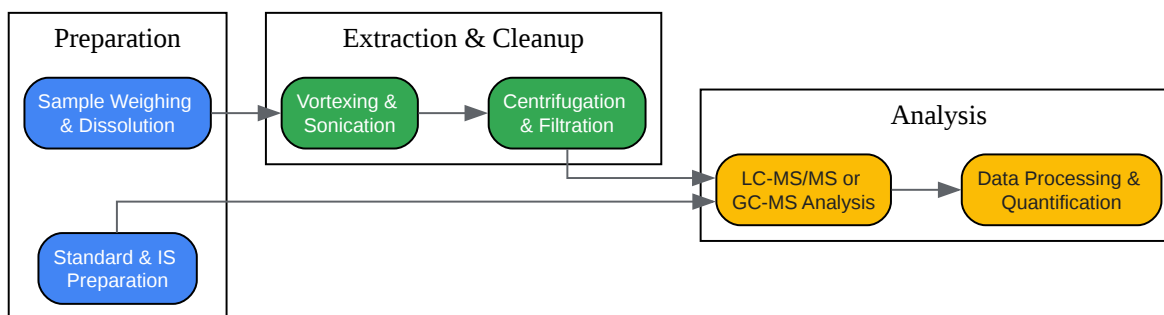 Preparation
Sample Weighing
& Dissolution
Standard & IS
Preparation
Extraction & Cleanup
Vortexing &
Sonication
Centrifugation
& Filtration
Analysis
LC-MS/MS or
GC-MS Analysis
Data Processing &
Quantification